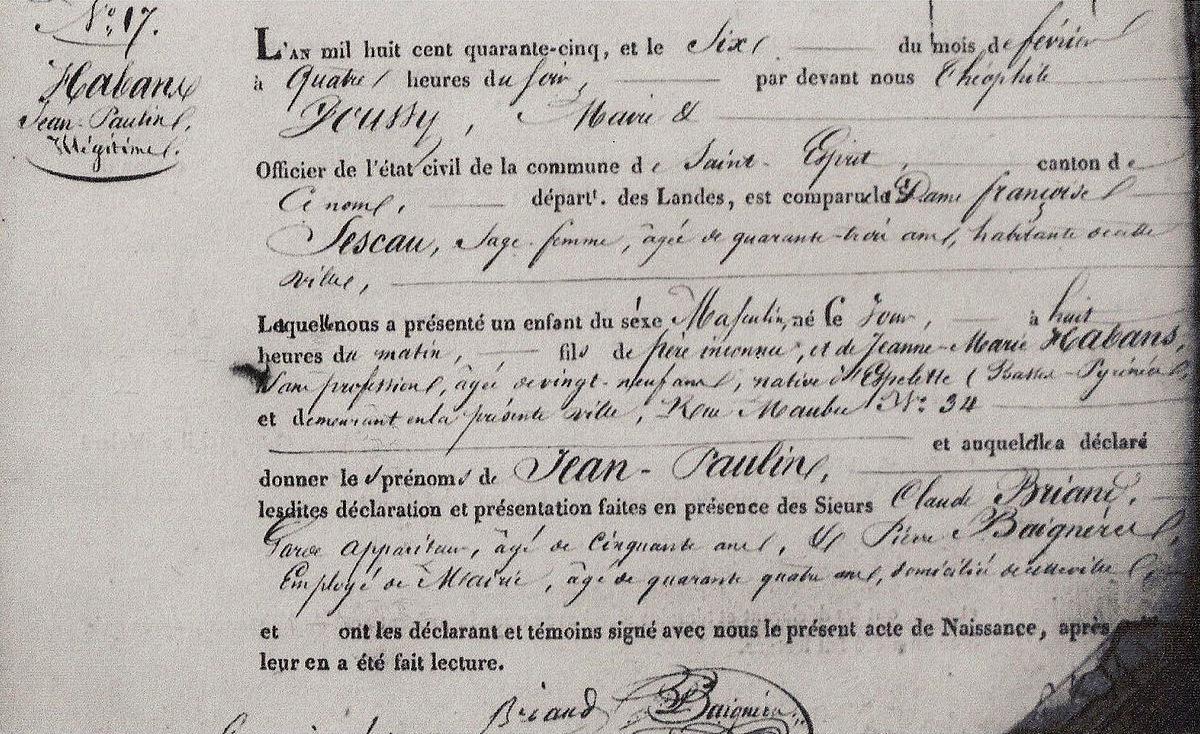 N.º 17.
Habans
Jean-Paulin,
Illégitime.
L'AN mil huit cent quarante-cinq, et le Six du mois de février
à Quatre heures du soir, par devant nous Théophile
Doussy, Maire &
Officier de l'état civil de la commune de Saint-Esprit, canton de
Ce nom, départ.t des Landes, est comparue la Dame françoise
Sescau, Sage-femme, âgée de quarante-trois ans, habitante de cette
ville,
Laquelle nous a présenté un enfant du sexe Masculin, né Ce Jour, à huit
heures du matin, fils de père inconnu, et de Jeanne-Marie Habans,
Sans profession, âgée de vingt-neuf ans, native d'Espelette (Basses-Pyrénées)
et demeurant en la présente ville, Rue Maubec N.º 34
et auquel elle a déclaré
donner les prénoms de Jean-Paulin,
lesdites déclaration et présentation faites en présence des Sieurs Claude Briand,
Garde appariteur, âgé de Cinquante ans, & Pierre Baignères,
Employé de Mairie, âgé de quarante quatre ans, domiciliés de cette ville
et ont les déclarant et témoins signé avec nous le présent acte de Naissance, après
leur en a été fait lecture.
Briand Baignères